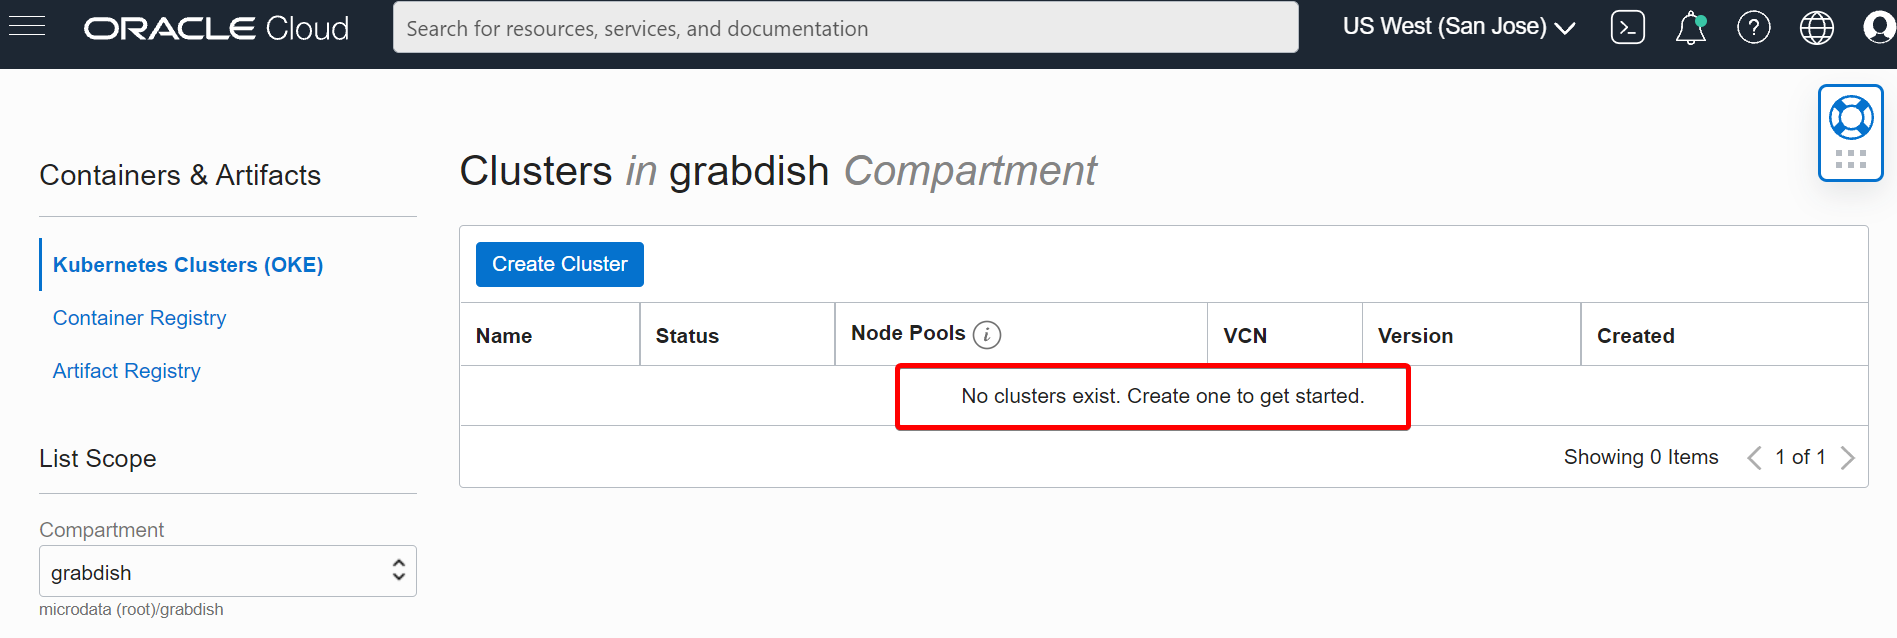 ORACLE Cloud
Search for resources, services, and documentation
US West (San Jose)
Containers & Artifacts
Kubernetes Clusters (OKE)
Container Registry
Artifact Registry
List Scope
Compartment
grabdish
microdata (root)/grabdish
Clusters in grabdish Compartment
Create Cluster
Name Status Node Pools i VCN Version Created
No clusters exist. Create one to get started.
Showing 0 Items 1 of 1